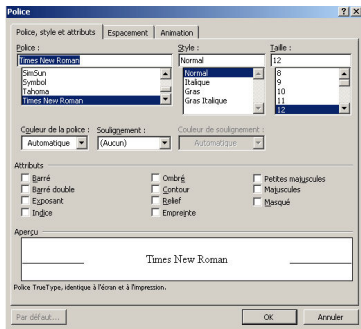 Police
Police, style et attributs Espacement Animation
Police : Style : Taille :
Times New Roman Normal 12
SimSun Normal 8
Symbol Italique 9
Tahoma Gras 10
Times New Roman Gras Italique 11
12
Couleur de la police : Soulignement : Couleur de soulignement :
Automatique (Aucun) Automatique
Attributs
Barré Ombré Petites majuscules
Barré double Contour Majuscules
Exposant Relief Masqué
Indice Empreinte
Aperçu
Times New Roman
Police TrueType, identique à l'écran et à l'impression.
Par défaut... OK Annuler